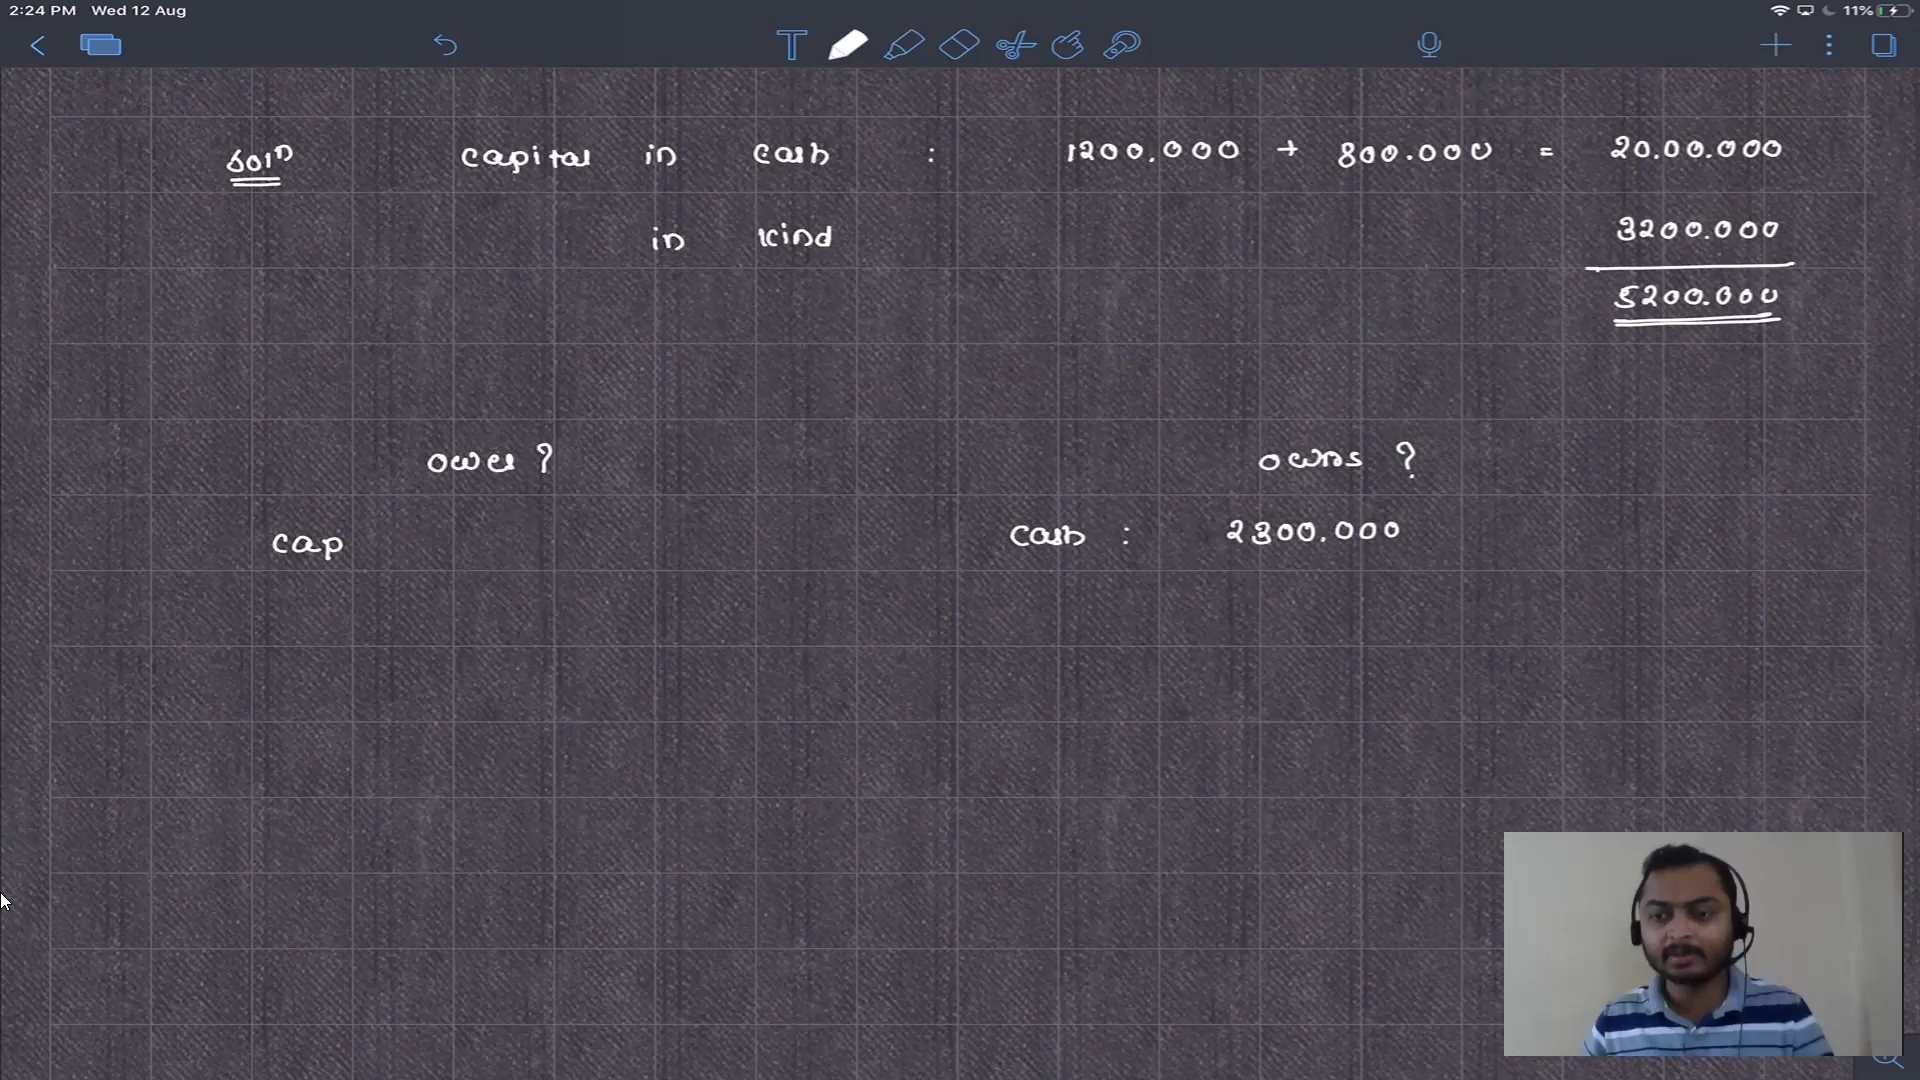 2:24 PM Wed 12 Aug 11%
Soln Capital in Cash : 1200.000 + 800.000 = 20.00.000
in Kind 3200.000
5200.000
owes ? owns ?
Cap Cash : 2300.000